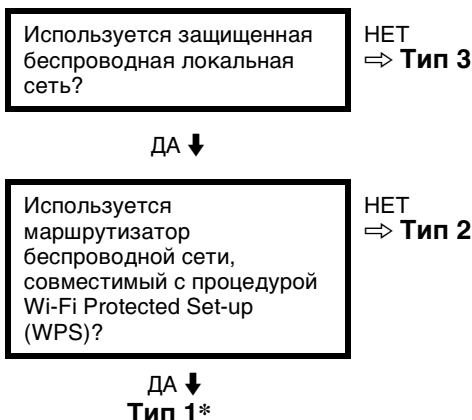 Используется защищенная
беспроводная локальная
сеть?
НЕТ
⇨ Тип 3
ДА ⬇
Используется
маршрутизатор
беспроводной сети,
совместимый с процедурой
Wi-Fi Protected Set-up
(WPS)?
НЕТ
⇨ Тип 2
ДА ⬇
Тип 1*